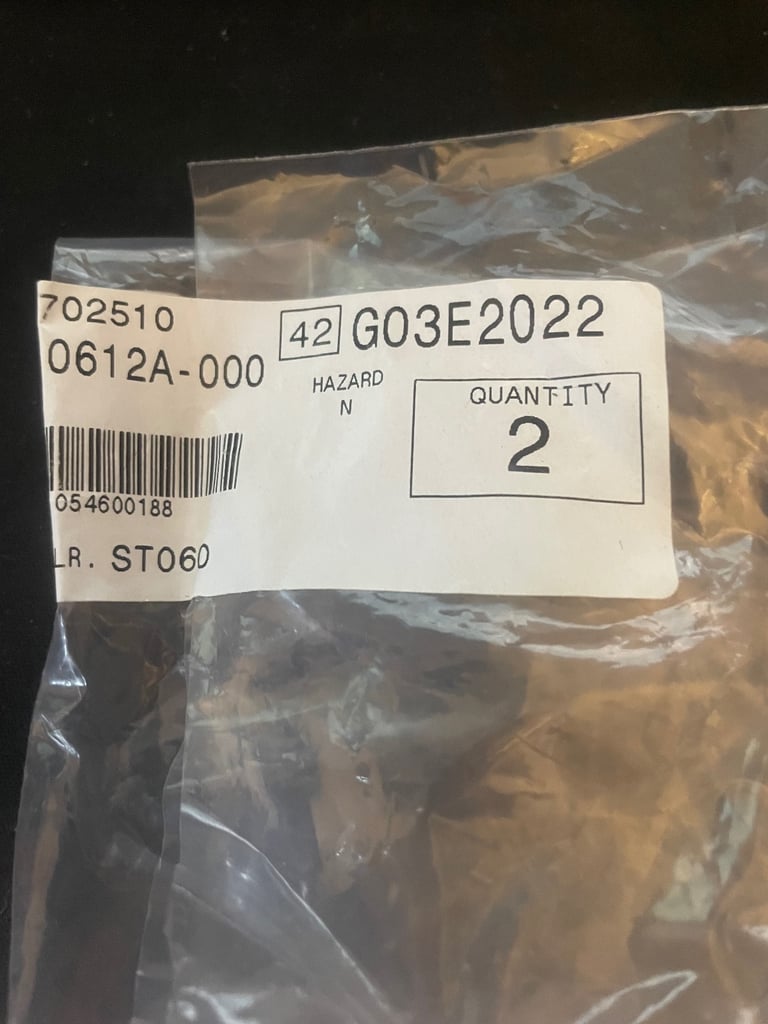 702510
42 G03E2022
0612A-000
HAZARD
N
QUANTITY
2
054600188
LR. ST060